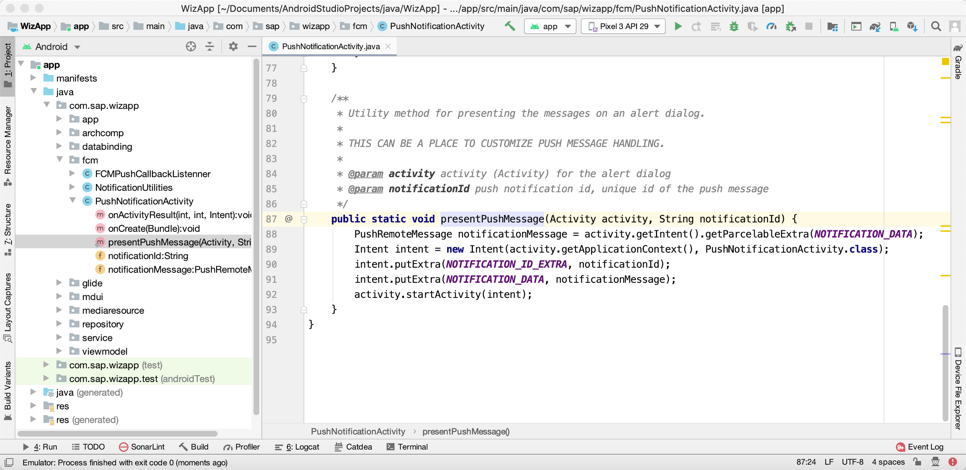 WizApp [~/Documents/AndroidStudioProjects/java/WizApp] - .../app/src/main/java/com/sap/wizapp/fcm/PushNotificationActivity.java [app]
WizApp app src main java com sap wizapp fcm PushNotificationActivity app Pixel 3 API 29
Android
PushNotificationActivity.java
1: Project
Resource Manager
Z: Structure
Layout Captures
Build Variants
app
manifests
java
com.sap.wizapp
app
archcomp
databinding
fcm
FCMPushCallbackListenner
NotificationUtilities
PushNotificationActivity
onActivityResult(int, int, Intent):voi
onCreate(Bundle):void
presentPushMessage(Activity, Stri
notificationId:String
notificationMessage:PushRemoteM
glide
mdui
mediaresource
repository
service
viewmodel
com.sap.wizapp (test)
com.sap.wizapp.test (androidTest)
java (generated)
res
res (generated)
77 }
78
79 /**
80 * Utility method for presenting the messages on an alert dialog.
81 *
82 * THIS CAN BE A PLACE TO CUSTOMIZE PUSH MESSAGE HANDLING.
83 *
84 * @param activity activity (Activity) for the alert dialog
85 * @param notificationId push notification id, unique id of the push message
86 */
87 @ public static void presentPushMessage(Activity activity, String notificationId) {
88 PushRemoteMessage notificationMessage = activity.getIntent().getParcelableExtra(NOTIFICATION_DATA);
89 Intent intent = new Intent(activity.getApplicationContext(), PushNotificationActivity.class);
90 intent.putExtra(NOTIFICATION_ID_EXTRA, notificationId);
91 intent.putExtra(NOTIFICATION_DATA, notificationMessage);
92 activity.startActivity(intent);
93 }
94 }
95
Gradle
Device File Explorer
PushNotificationActivity › presentPushMessage()
4: Run TODO SonarLint Build Profiler 6: Logcat Catdea Terminal Event Log
Emulator: Process finished with exit code 0 (moments ago) 87:24 LF UTF-8 4 spaces